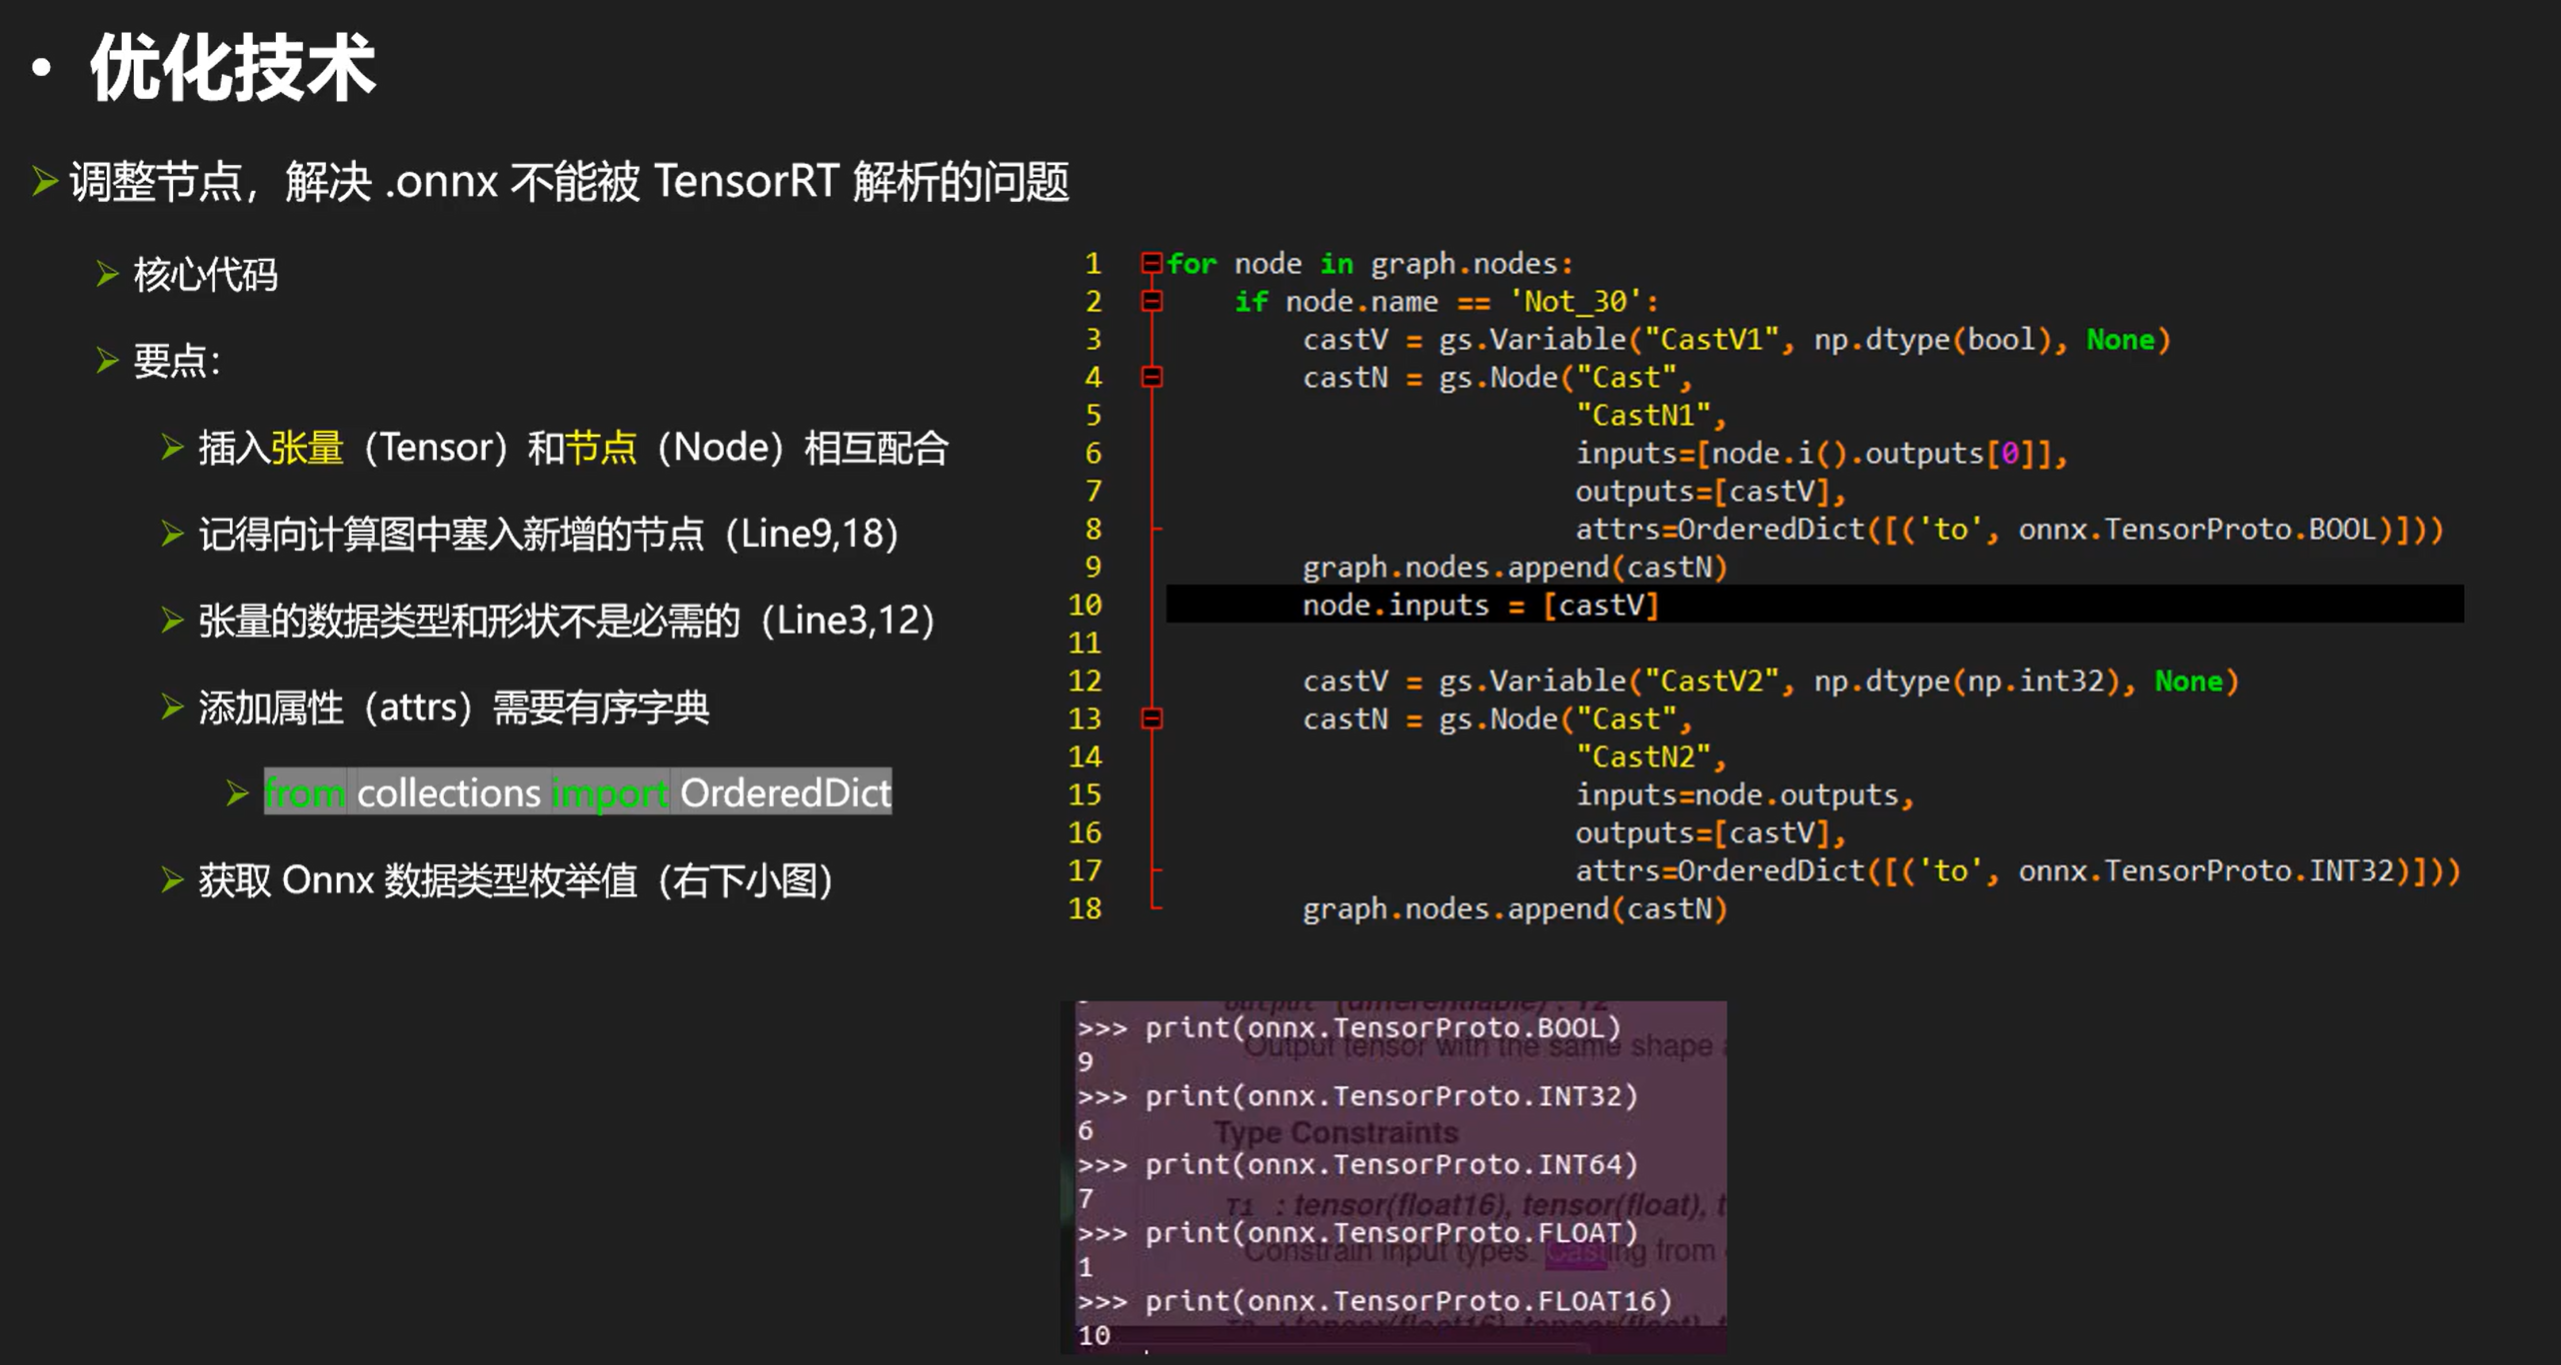 • 优化技术
调整节点，解决 .onnx 不能被 TensorRT 解析的问题
核心代码
要点：
插入张量（Tensor）和节点（Node）相互配合
记得向计算图中塞入新增的节点（Line9,18）
张量的数据类型和形状不是必需的（Line3,12）
添加属性（attrs）需要有序字典
from collections import OrderedDict
获取 Onnx 数据类型枚举值（右下小图）
1 for node in graph.nodes:
2     if node.name == 'Not_30':
3         castV = gs.Variable("CastV1", np.dtype(bool), None)
4         castN = gs.Node("Cast",
5                         "CastN1",
6                         inputs=[node.i().outputs[0]],
7                         outputs=[castV],
8                         attrs=OrderedDict([('to', onnx.TensorProto.BOOL)]))
9         graph.nodes.append(castN)
10         node.inputs = [castV]
11
12         castV = gs.Variable("CastV2", np.dtype(np.int32), None)
13         castN = gs.Node("Cast",
14                         "CastN2",
15                         inputs=node.outputs,
16                         outputs=[castV],
17                         attrs=OrderedDict([('to', onnx.TensorProto.INT32)]))
18         graph.nodes.append(castN)
output (differentiable) : T2
>>> print(onnx.TensorProto.BOOL)
Output tensor with the same shape
9
>>> print(onnx.TensorProto.INT32)
6
Type Constraints
>>> print(onnx.TensorProto.INT64)
7
T1 : tensor(float16), tensor(float), t
>>> print(onnx.TensorProto.FLOAT)
Constrain input types. Casting from
1
>>> print(onnx.TensorProto.FLOAT16)
10